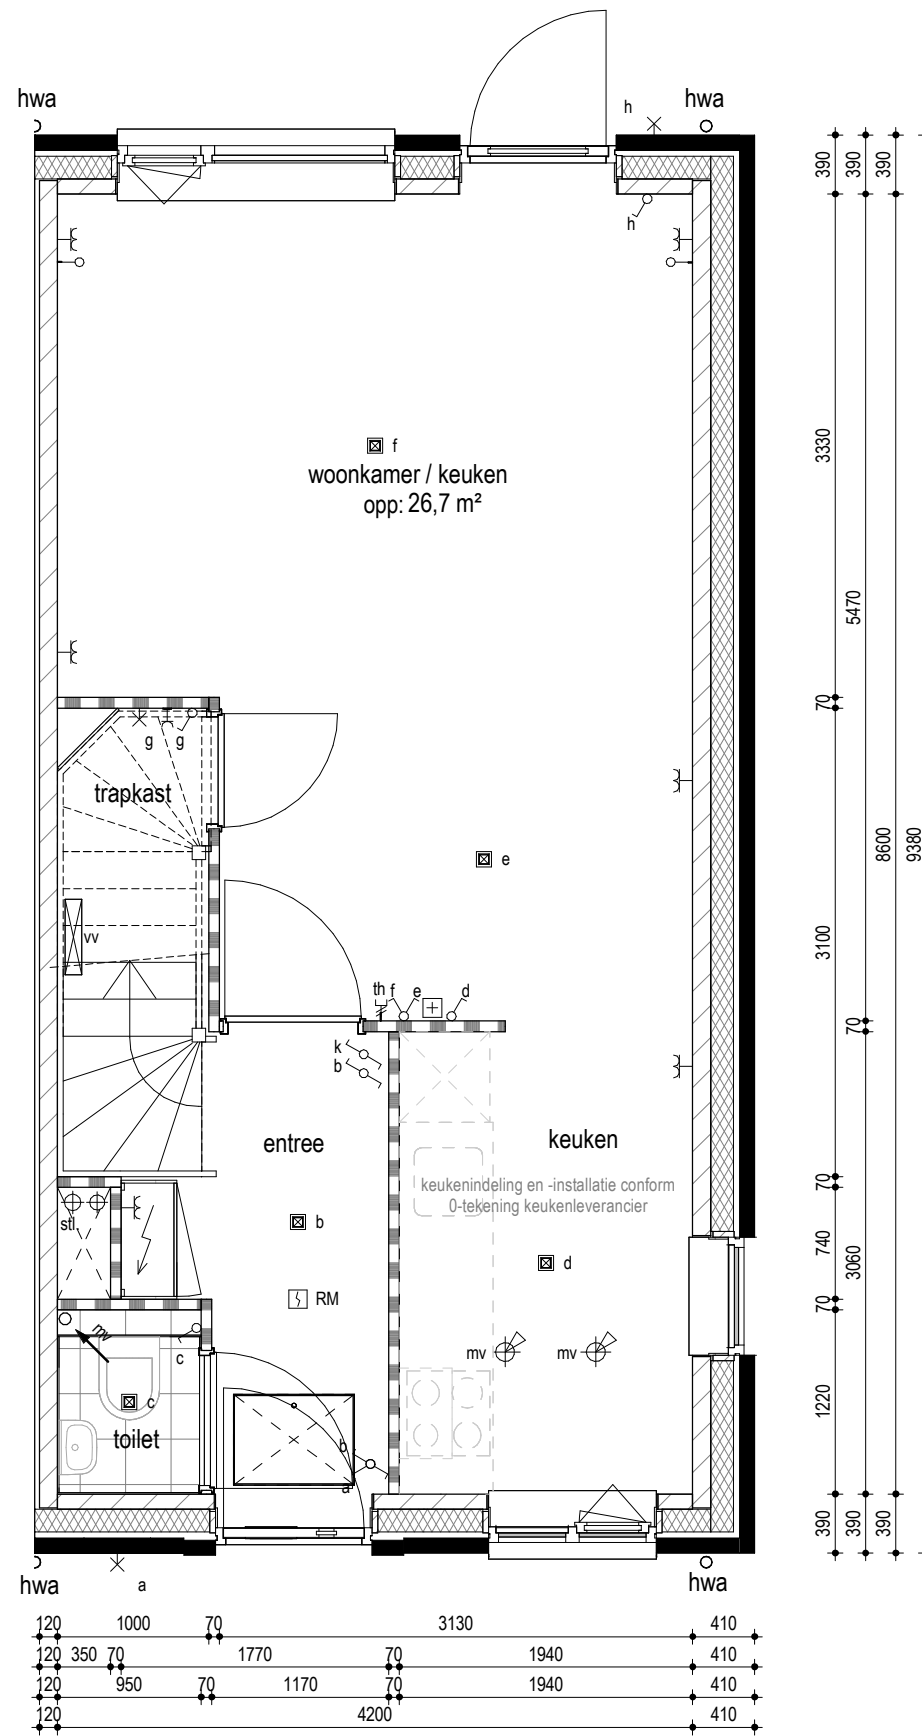 hwa
h
hwa
h
f
woonkamer / keuken
opp: 26,7 m²
g
g
trapkast
e
vv
th
f
e
d
k
b
entree
keuken
keukenindeling en -installatie conform
0-tekening keukenleverancier
stl.
b
d
RM
mv
c
mv
mv
c
toilet
b
a
hwa
a
hwa
390
390
390
3330
5470
70
8600
9380
3100
70
70
740
3060
70
1220
390
390
390
120 1000 70 3130 410
120 350 70 1770 70 1940 410
120 950 70 1170 70 1940 410
120 4200 410